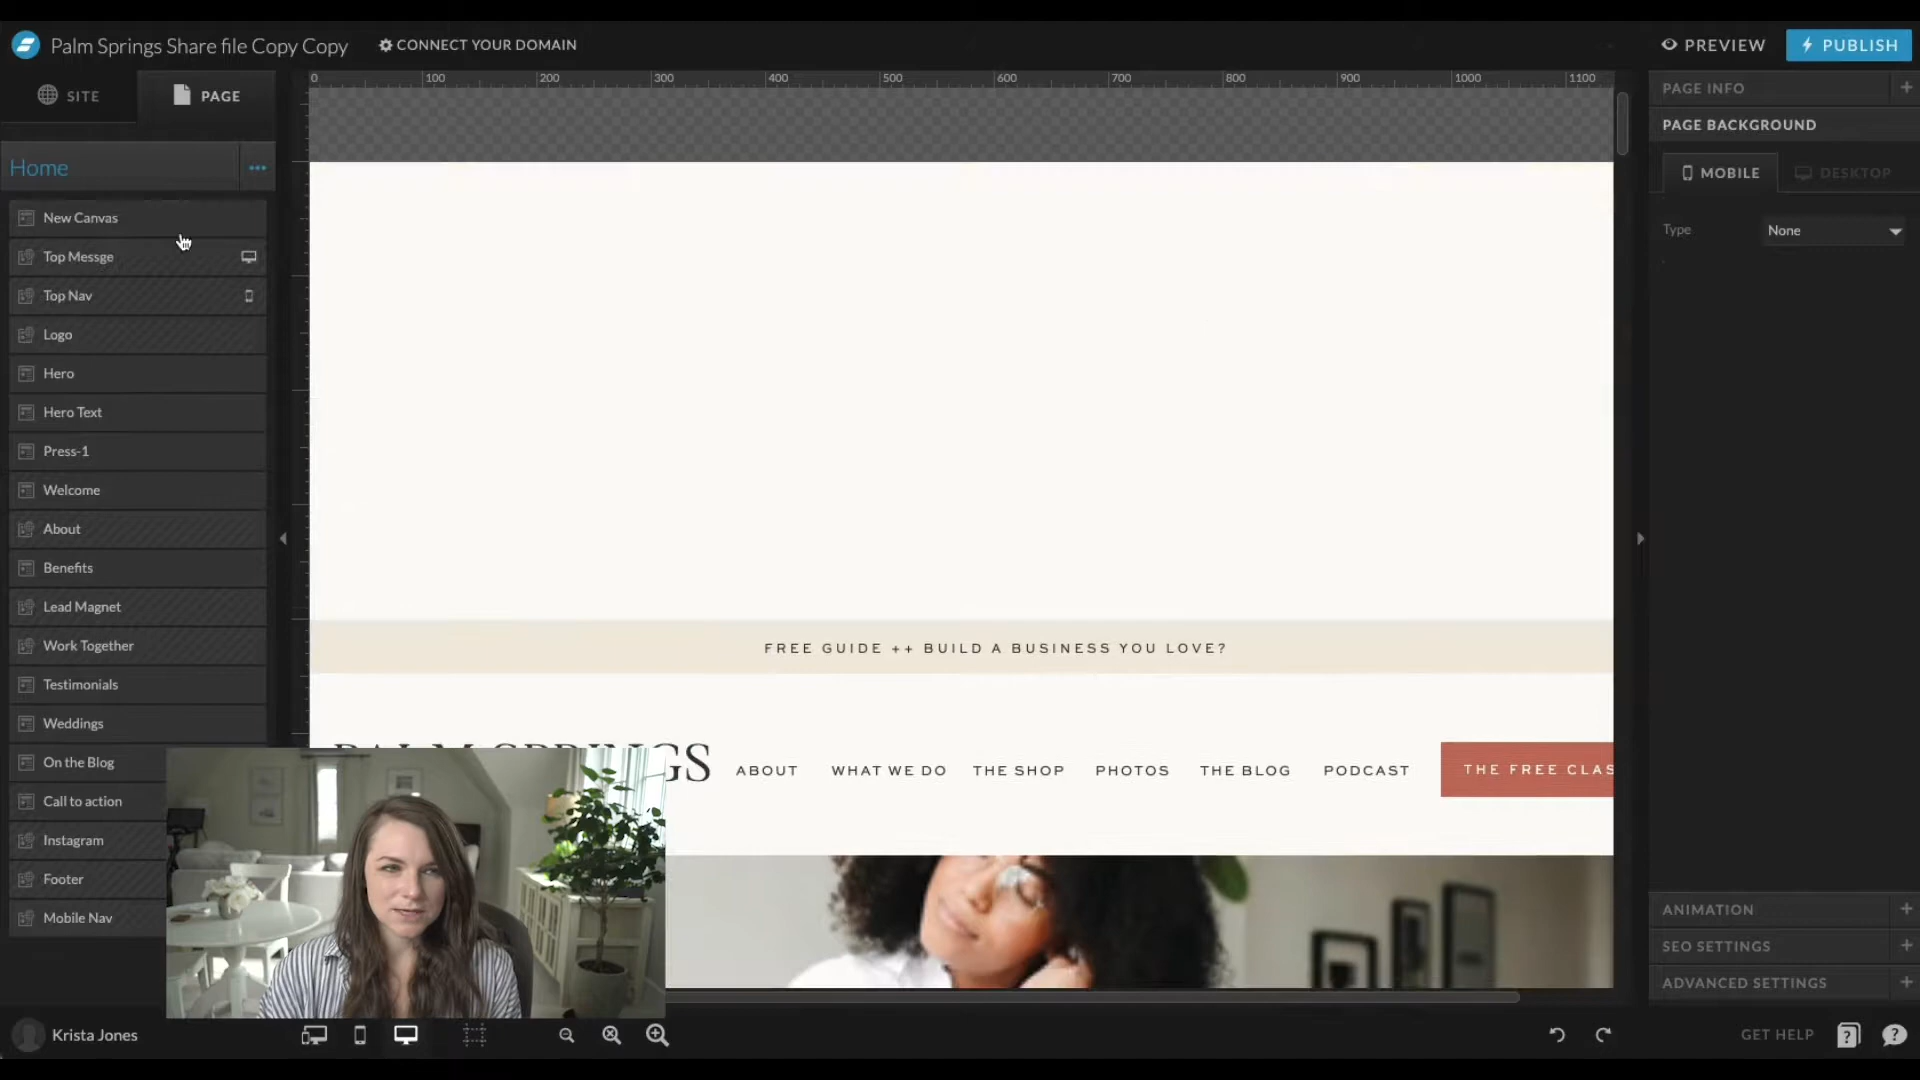 Palm Springs Share file Copy Copy
CONNECT YOUR DOMAIN
PREVIEW
PUBLISH
SITE
PAGE
0 100 200 300 400 500 600 700 800 900 1000 1100
PAGE INFO
PAGE BACKGROUND
Home
MOBILE
DESKTOP
New Canvas
Type
None
Top Messge
Top Nav
Logo
Hero
Hero Text
Press-1
Welcome
About
Benefits
Lead Magnet
Work Together
Testimonials
Weddings
On the Blog
Call to action
Instagram
Footer
Mobile Nav
FREE GUIDE ++ BUILD A BUSINESS YOU LOVE?
PALM SPRINGS
ABOUT
WHAT WE DO
THE SHOP
PHOTOS
THE BLOG
PODCAST
THE FREE CLAS
ANIMATION
SEO SETTINGS
ADVANCED SETTINGS
Krista Jones
GET HELP